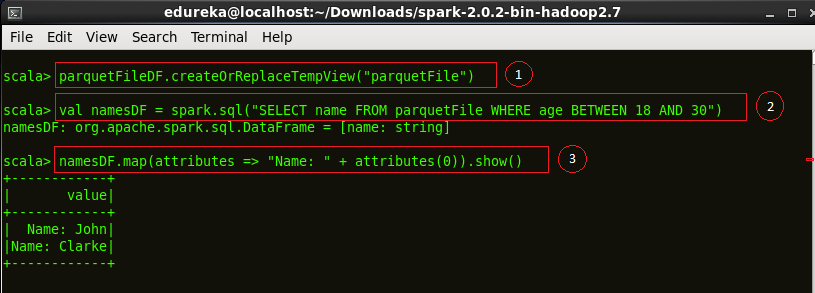 edureka@localhost:~/Downloads/spark-2.0.2-bin-hadoop2.7
File Edit View Search Terminal Help
scala> parquetFileDF.createOrReplaceTempView("parquetFile") 1
scala> val namesDF = spark.sql("SELECT name FROM parquetFile WHERE age BETWEEN 18 AND 30") 2
namesDF: org.apache.spark.sql.DataFrame = [name: string]
scala> namesDF.map(attributes => "Name: " + attributes(0)).show() 3
+------------+
|       value|
+------------+
|  Name: John|
|Name: Clarke|
+------------+